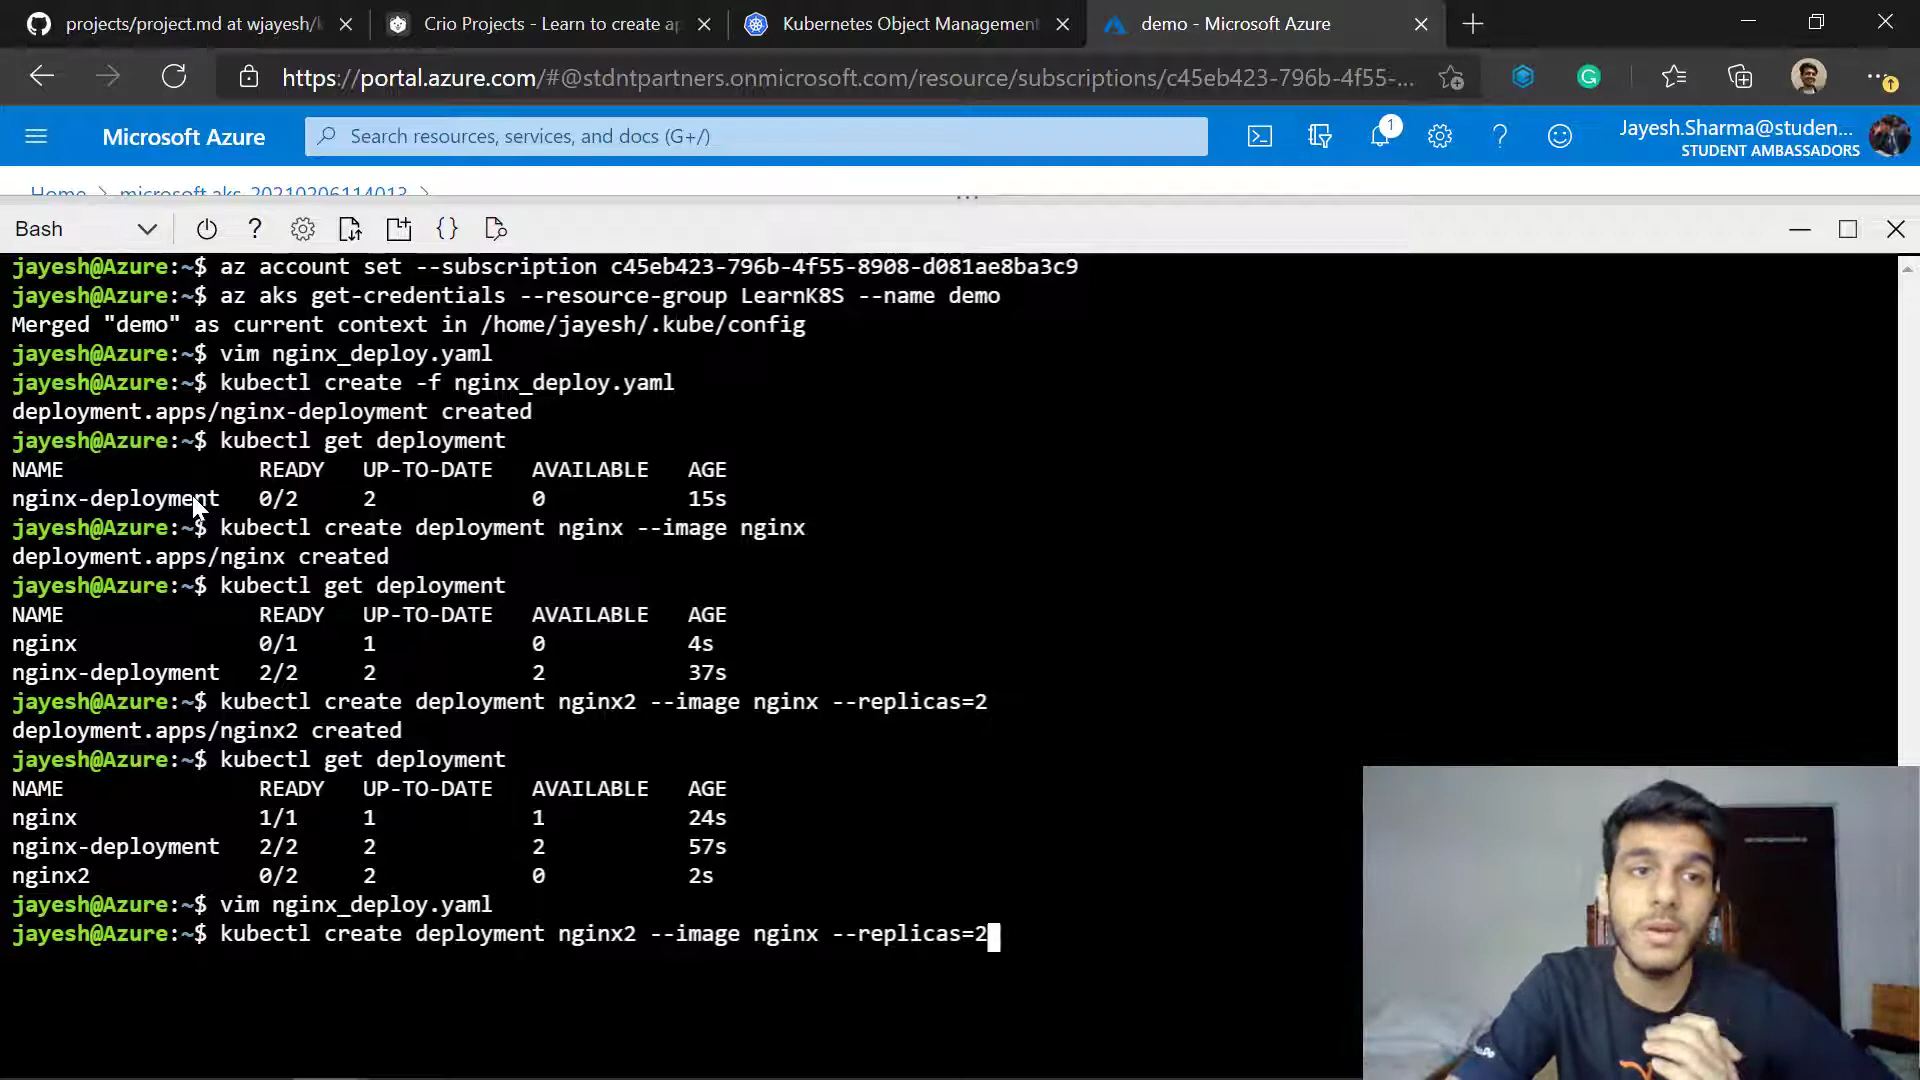 projects/project.md at wjayesh/
Crio Projects - Learn to create ap
Kubernetes Object Management
demo - Microsoft Azure
https://portal.azure.com/#@stdntpartners.onmicrosoft.com/resource/subscriptions/c45eb423-796b-4f55-...
Microsoft Azure
Search resources, services, and docs (G+/)
1
Jayesh.Sharma@studen...
STUDENT AMBASSADORS
Home > microsoft.aks-20210206114013 >
Bash
jayesh@Azure:~$ az account set --subscription c45eb423-796b-4f55-8908-d081ae8ba3c9
jayesh@Azure:~$ az aks get-credentials --resource-group LearnK8S --name demo
Merged "demo" as current context in /home/jayesh/.kube/config
jayesh@Azure:~$ vim nginx_deploy.yaml
jayesh@Azure:~$ kubectl create -f nginx_deploy.yaml
deployment.apps/nginx-deployment created
jayesh@Azure:~$ kubectl get deployment
NAME READY UP-TO-DATE AVAILABLE AGE
nginx-deployment 0/2 2 0 15s
jayesh@Azure:~$ kubectl create deployment nginx --image nginx
deployment.apps/nginx created
jayesh@Azure:~$ kubectl get deployment
NAME READY UP-TO-DATE AVAILABLE AGE
nginx 0/1 1 0 4s
nginx-deployment 2/2 2 2 37s
jayesh@Azure:~$ kubectl create deployment nginx2 --image nginx --replicas=2
deployment.apps/nginx2 created
jayesh@Azure:~$ kubectl get deployment
NAME READY UP-TO-DATE AVAILABLE AGE
nginx 1/1 1 1 24s
nginx-deployment 2/2 2 2 57s
nginx2 0/2 2 0 2s
jayesh@Azure:~$ vim nginx_deploy.yaml
jayesh@Azure:~$ kubectl create deployment nginx2 --image nginx --replicas=2